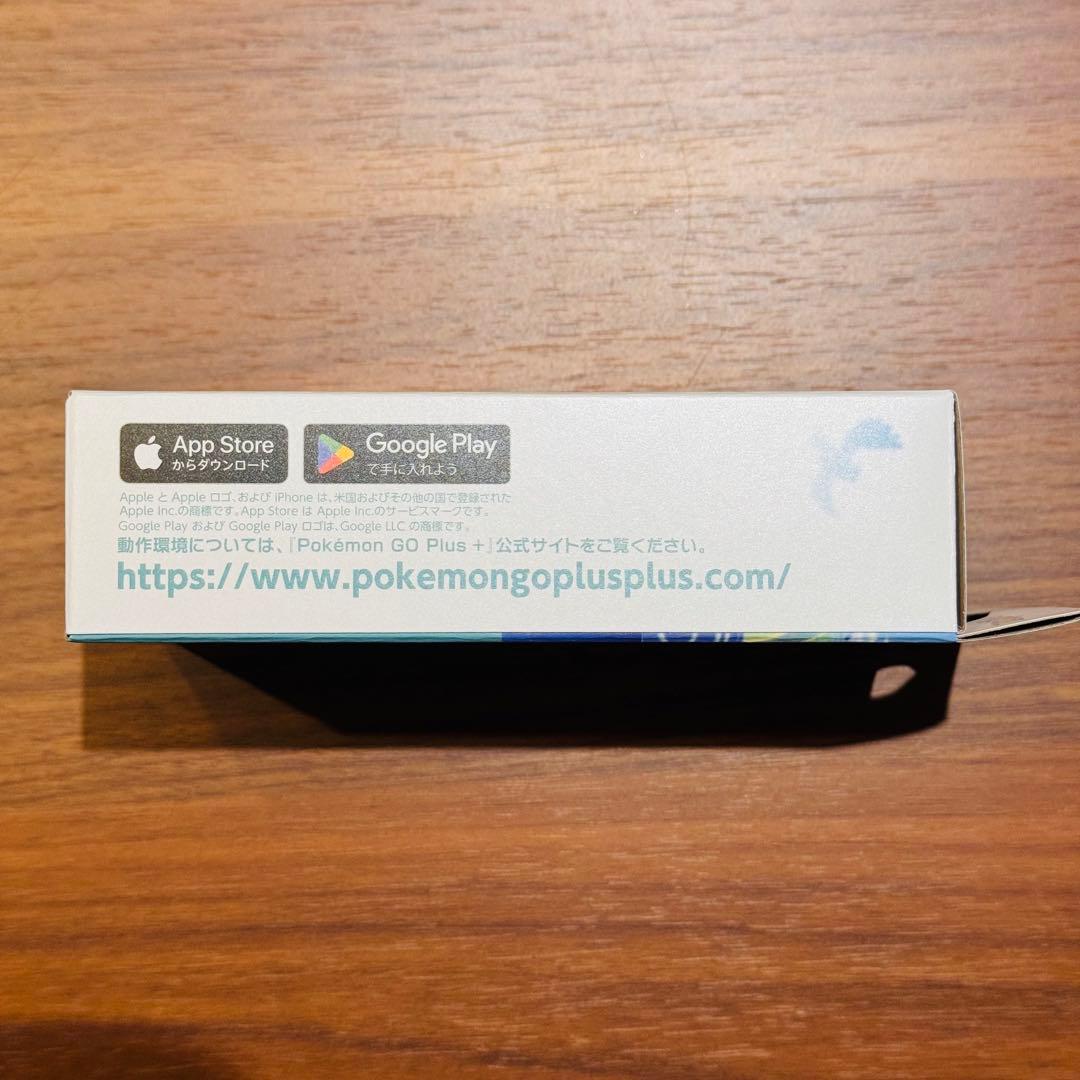 App Store
からダウンロード
Google Play
で手に入れよう
Apple と Apple ロゴ、および iPhone は、米国およびその他の国で登録された
Apple Inc.の商標です。App Store は Apple Inc.のサービスマークです。
Google Play および Google Play ロゴは、Google LLC の商標です。
動作環境については、『Pokémon GO Plus +』公式サイトをご覧ください。
https://www.pokemongoplusplus.com/